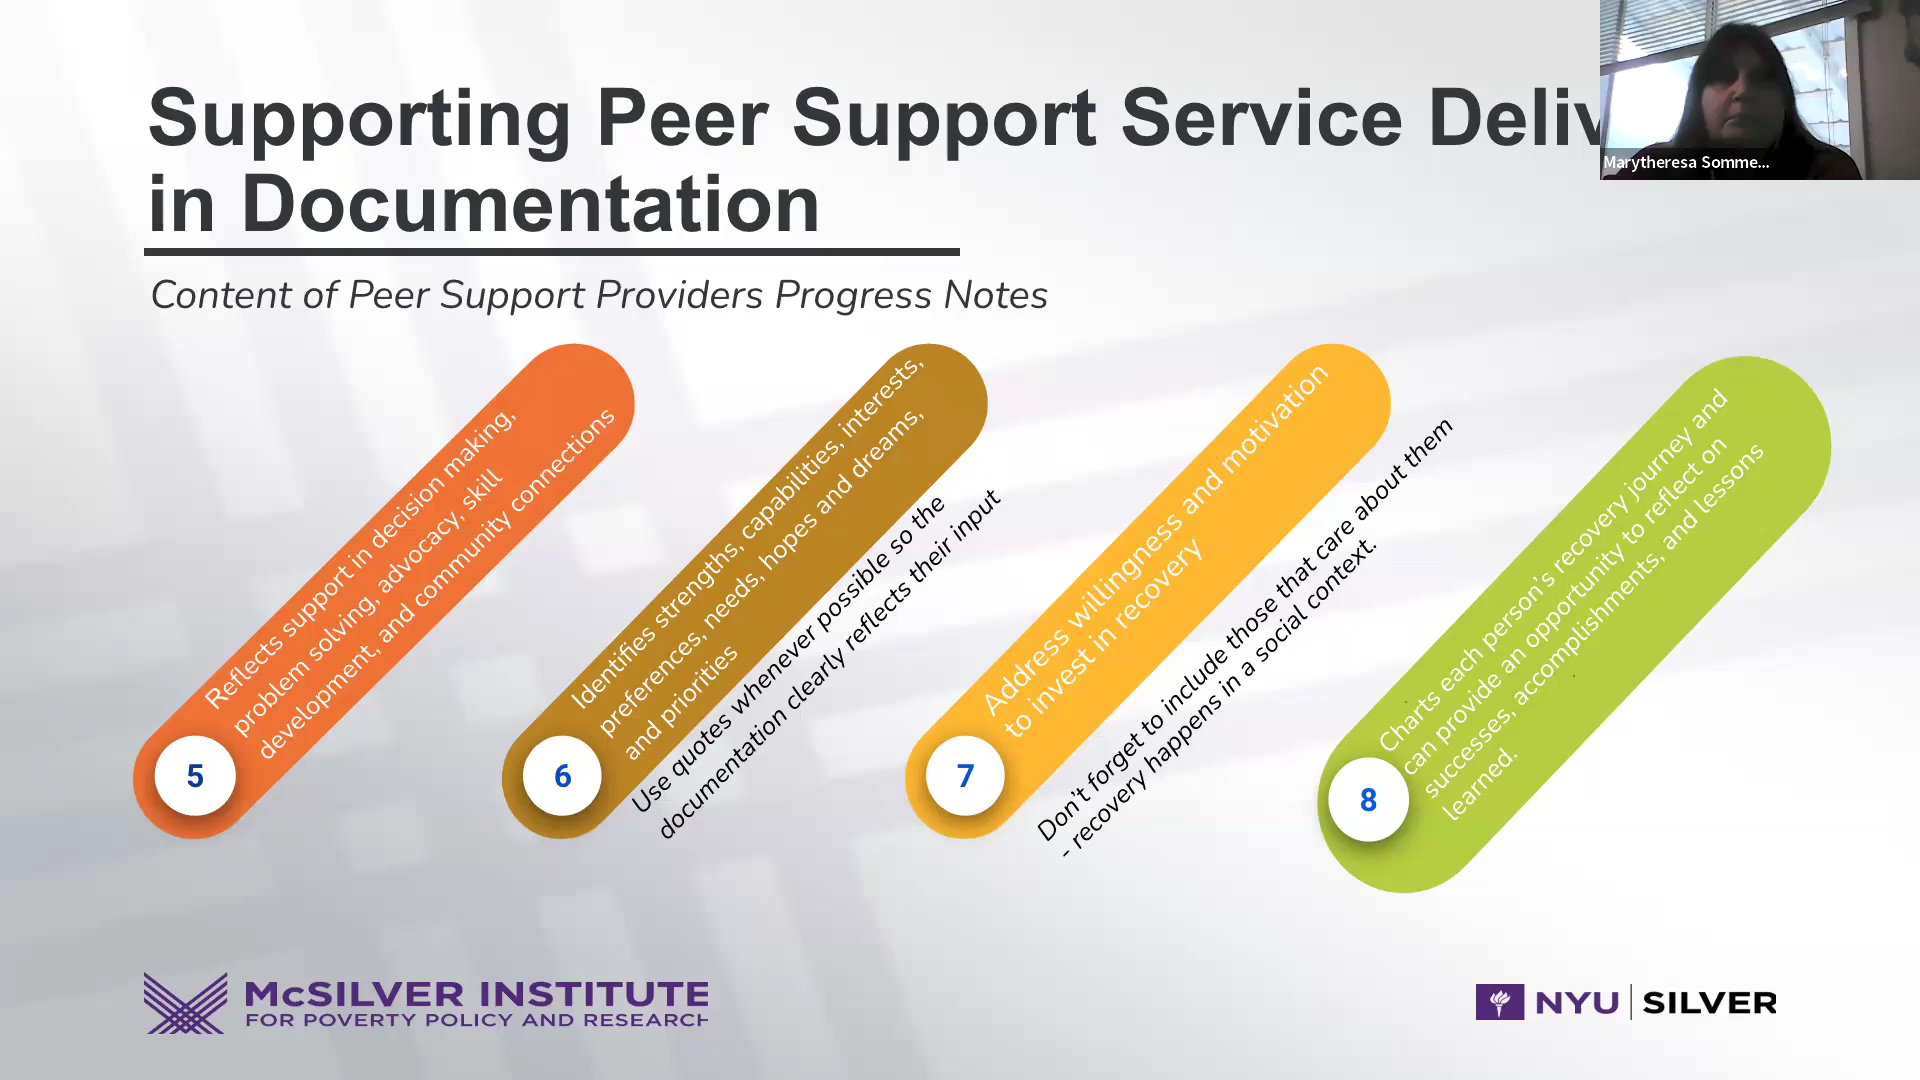 Supporting Peer Support Service Deliv
in Documentation
Marytheresa Somme...
Content of Peer Support Providers Progress Notes
Reflects support in decision making,
problem solving, advocacy, skill
development, and community connections
5
Identifies strengths, capabilities, interests,
preferences, needs, hopes and dreams,
and priorities
6
Use quotes whenever possible so the
documentation clearly reflects their input
Address willingness and motivation
to invest in recovery
7
Don't forget to include those that care about them
- recovery happens in a social context.
Charts each person's recovery journey and
can provide an opportunity to reflect on
successes, accomplishments, and lessons
learned.
8
McSILVER INSTITUTE
FOR POVERTY POLICY AND RESEARCH
NYU SILVER